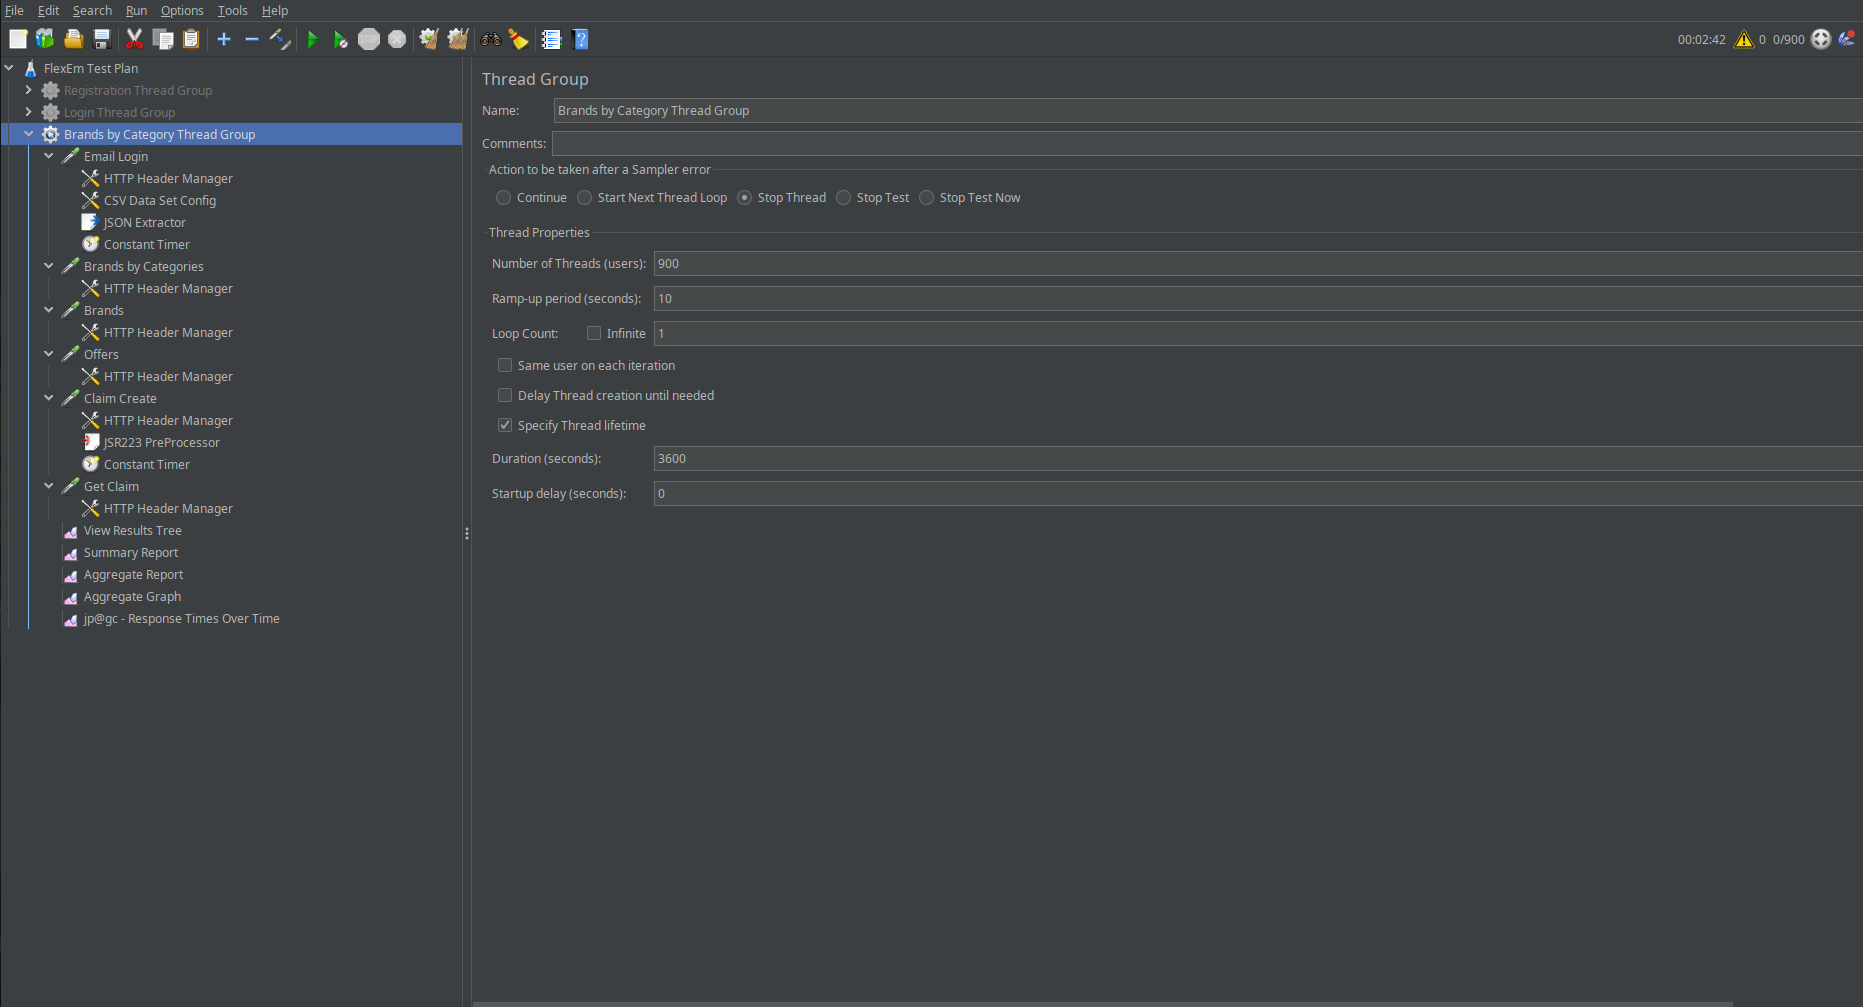 File Edit Search Run Options Tools Help
00:02:42 0 0/900
FlexEm Test Plan
Registration Thread Group
Login Thread Group
Brands by Category Thread Group
Email Login
HTTP Header Manager
CSV Data Set Config
JSON Extractor
Constant Timer
Brands by Categories
HTTP Header Manager
Brands
HTTP Header Manager
Offers
HTTP Header Manager
Claim Create
HTTP Header Manager
JSR223 PreProcessor
Constant Timer
Get Claim
HTTP Header Manager
View Results Tree
Summary Report
Aggregate Report
Aggregate Graph
jp@gc - Response Times Over Time
Thread Group
Name: Brands by Category Thread Group
Comments:
Action to be taken after a Sampler error
Continue Start Next Thread Loop Stop Thread Stop Test Stop Test Now
Thread Properties
Number of Threads (users): 900
Ramp-up period (seconds): 10
Loop Count: Infinite 1
Same user on each iteration
Delay Thread creation until needed
Specify Thread lifetime
Duration (seconds): 3600
Startup delay (seconds): 0